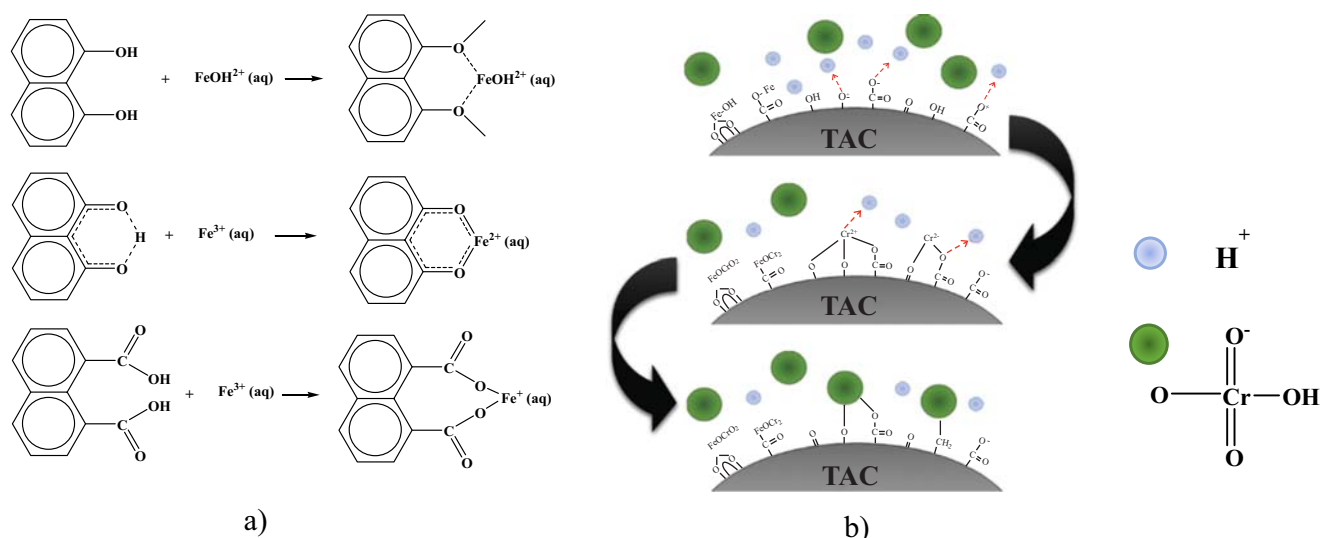 OH
OH
+
FeOH²⁺ (aq)
O
O
FeOH²⁺ (aq)
O
H
O
+
Fe³⁺ (aq)
O
O
Fe²⁺ (aq)
O
C
OH
OH
C
O
+
Fe³⁺ (aq)
O
C
O
O
C
O
Fe⁺ (aq)
a)
Fe-OH
O
O
O- Fe
C=O
OH
O-
O-
C=O
O
OH
O⁺
C=O
TAC
FeOCrO₂
O
O
FeOCr₂
C=O
Cr²⁺
O
O
O
C=O
Cr²⁻
O
O
C=O
O⁻
C=O
TAC
FeOCrO₂
O
O
FeOCr₂
C=O
O
O
O
C=O
O
CH₂
O⁻
C=O
TAC
b)
H⁺
O⁻
O
Cr
OH
O